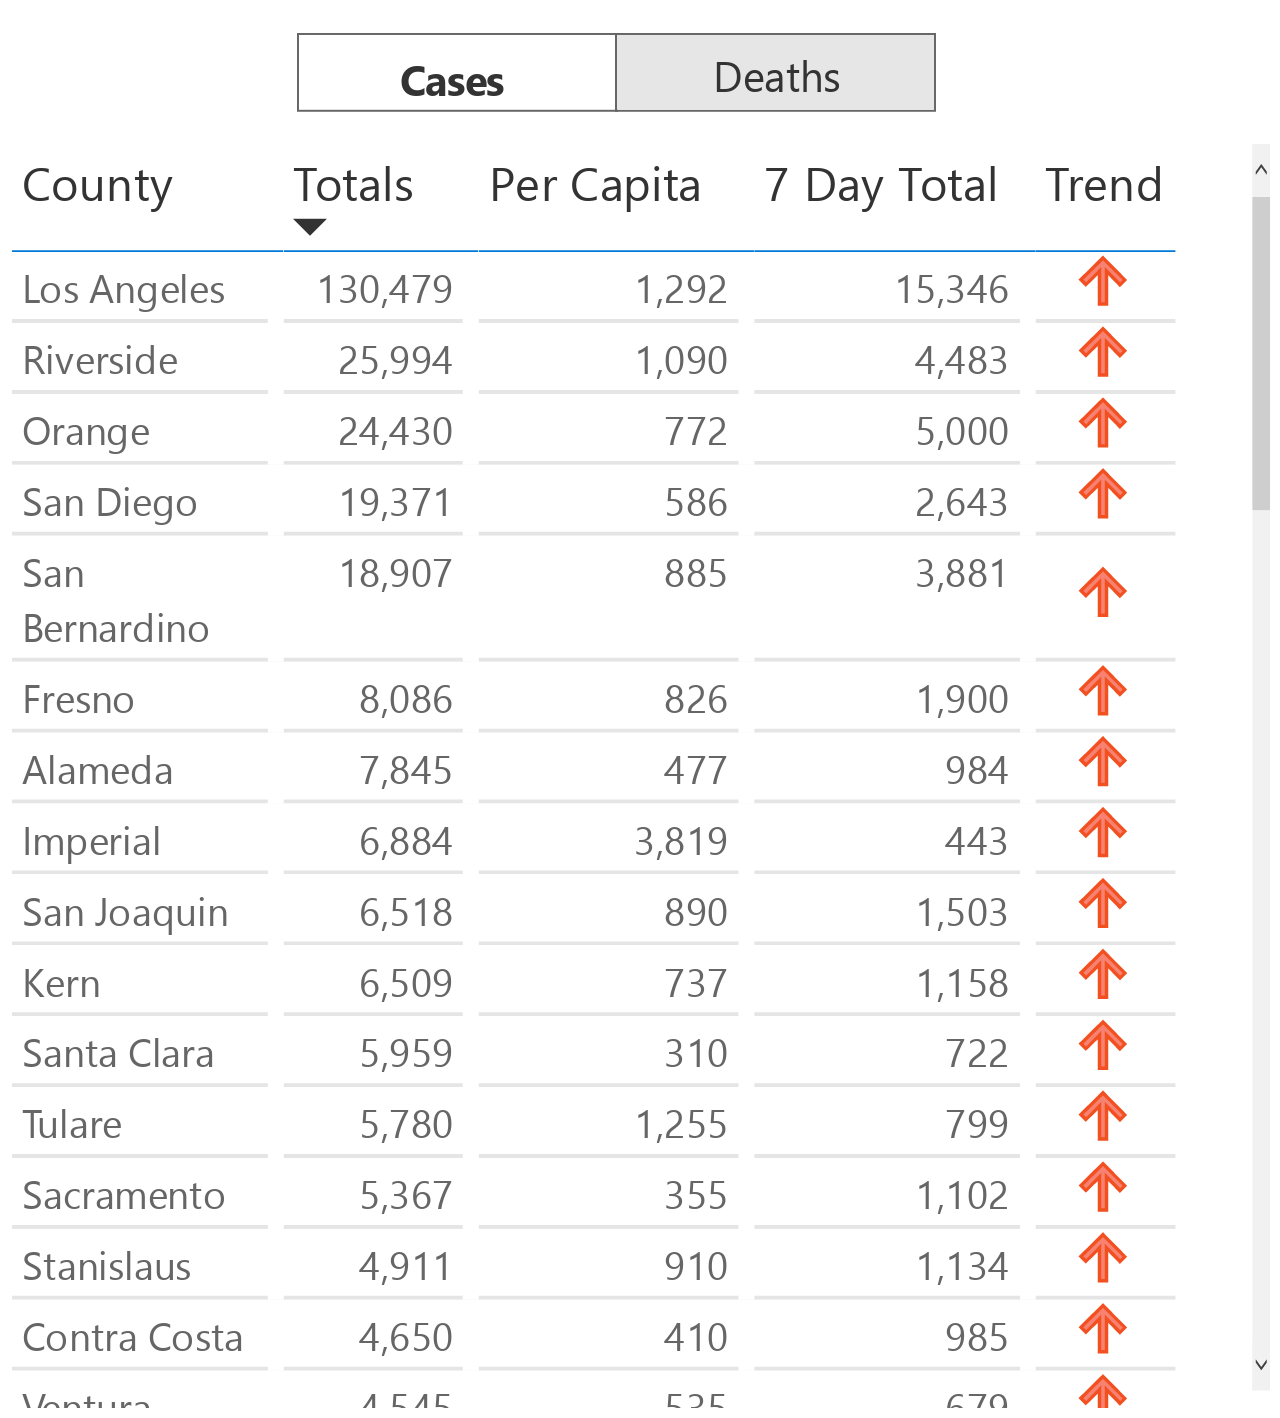 Cases Deaths
County Totals Per Capita 7 Day Total Trend
Los Angeles 130,479 1,292 15,346
Riverside 25,994 1,090 4,483
Orange 24,430 772 5,000
San Diego 19,371 586 2,643
San 18,907 885 3,881
Bernardino
Fresno 8,086 826 1,900
Alameda 7,845 477 984
Imperial 6,884 3,819 443
San Joaquin 6,518 890 1,503
Kern 6,509 737 1,158
Santa Clara 5,959 310 722
Tulare 5,780 1,255 799
Sacramento 5,367 355 1,102
Stanislaus 4,911 910 1,134
Contra Costa 4,650 410 985
Ventura 4,545 535 679